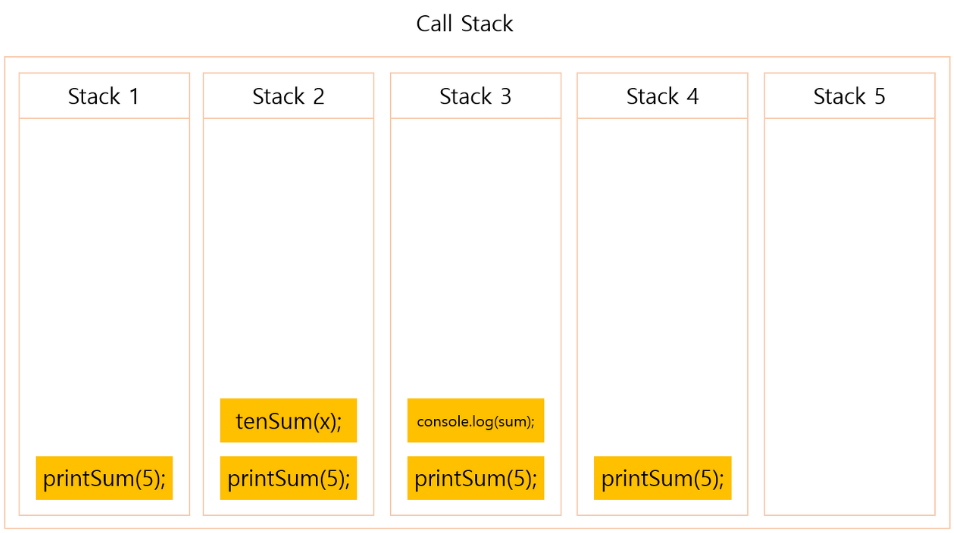 Call Stack
Stack 1
Stack 2
Stack 3
Stack 4
Stack 5
tenSum(x);
console.log(sum);
printSum(5);
printSum(5);
printSum(5);
printSum(5);